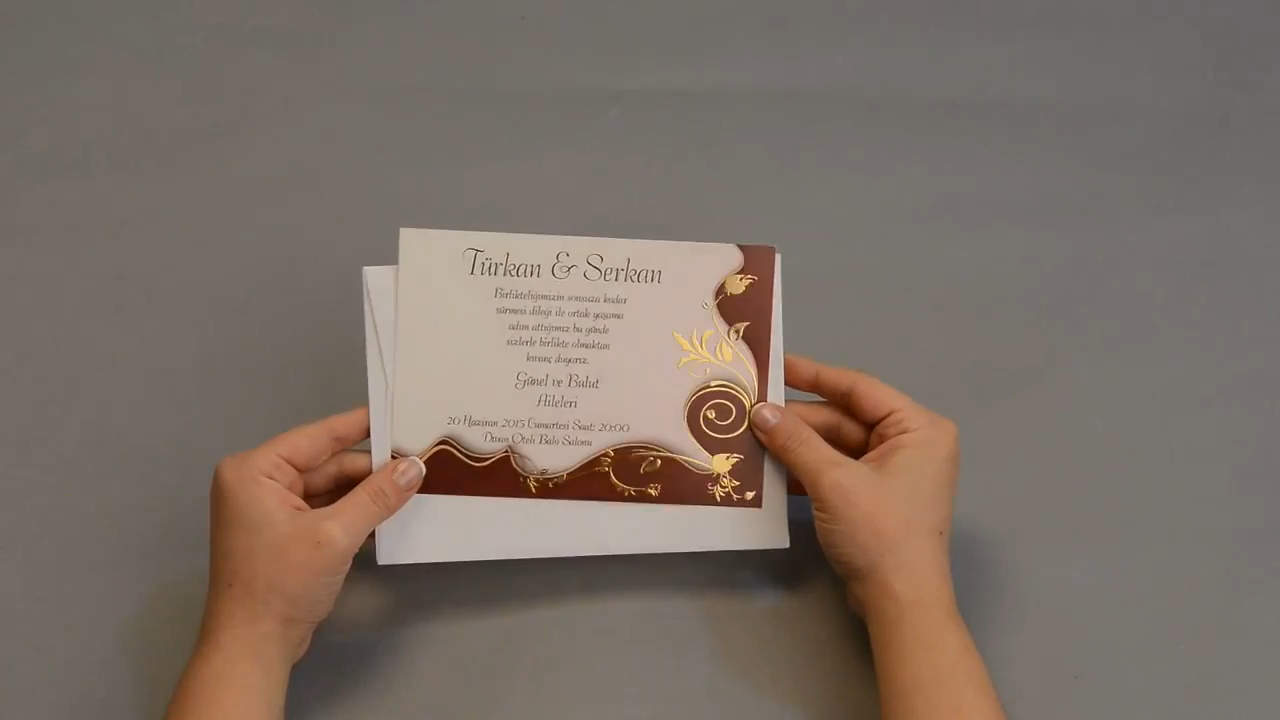 Türkan & Serkan
Birlikteliğimizin sonsuza kadar
sürmesi dileği ile ortak yaşama
adım attığımız bu günde
sizlerle birlikte olmaktan
kıvanç duyarız.
Günel ve Bulut
Aileleri
20 Haziran 2015 Cumartesi Saat: 20:00
Divan Oteli Balo Salonu